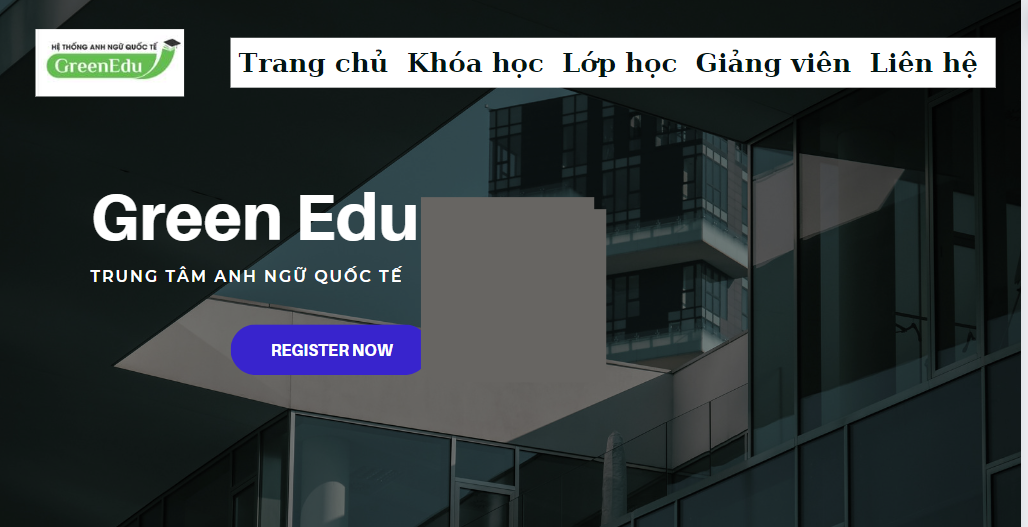 HỆ THỐNG ANH NGỮ QUỐC TẾ
GreenEdu
Trang chủ Khóa học Lớp học Giảng viên Liên hệ
Green Edu
TRUNG TÂM ANH NGỮ QUỐC TẾ
REGISTER NOW